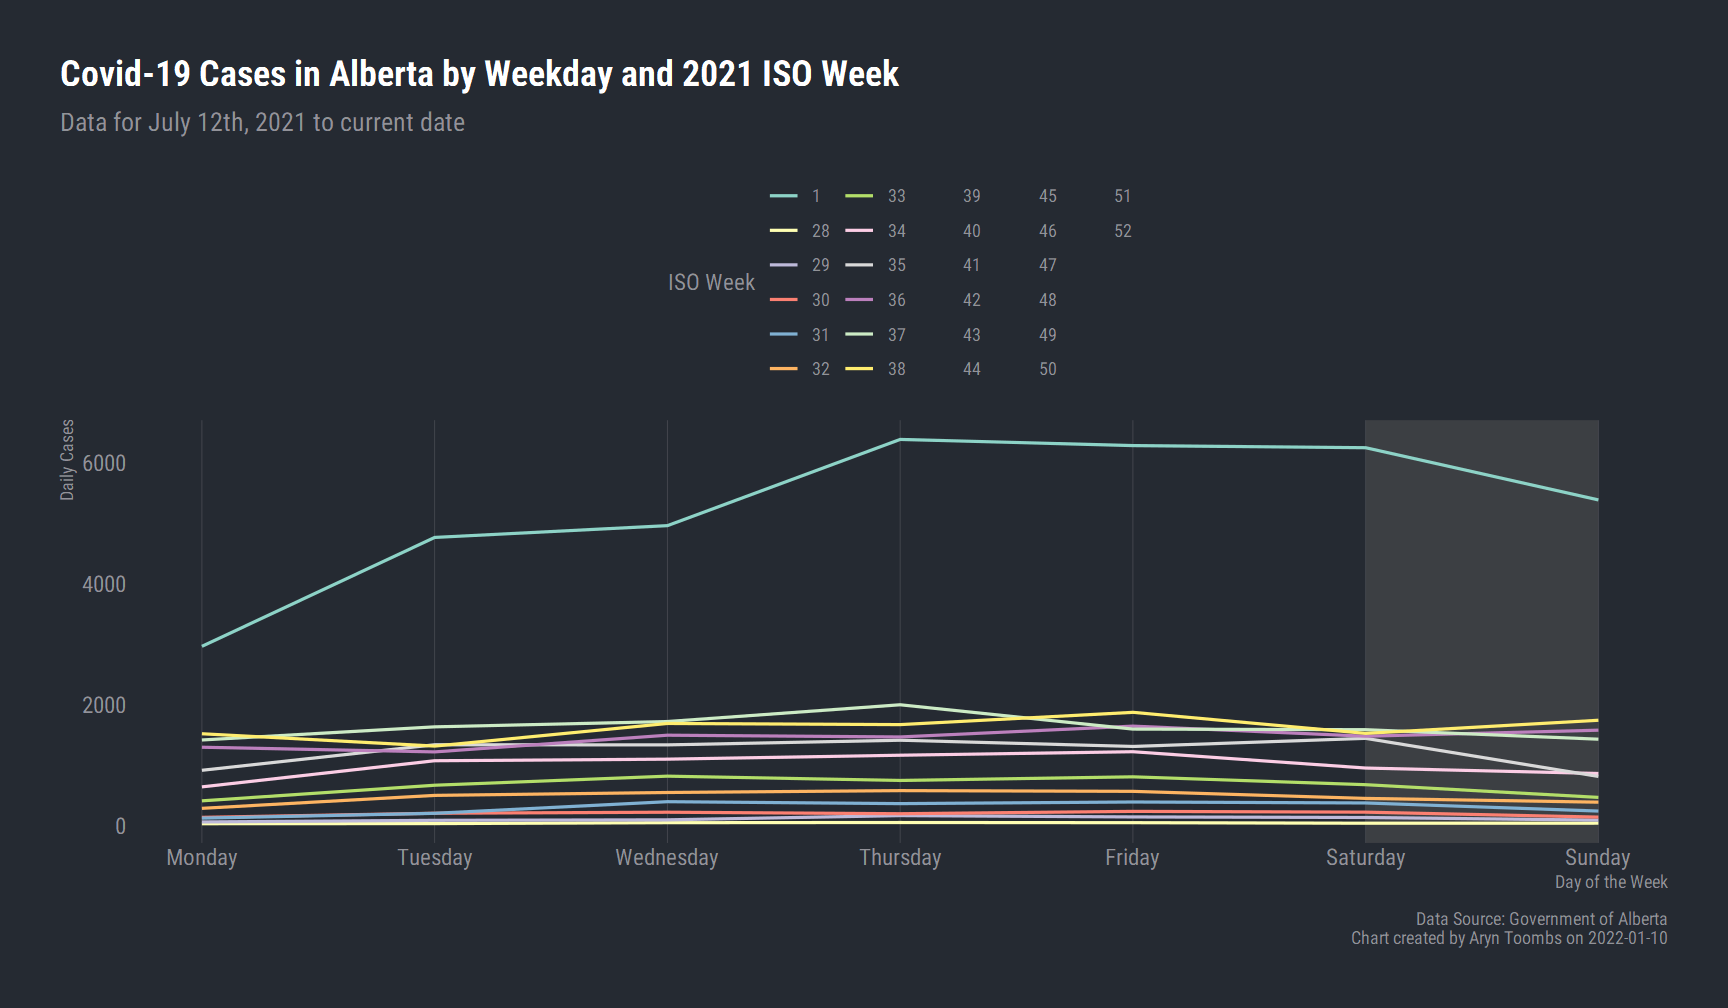 Covid-19 Cases in Alberta by Weekday and 2021 ISO Week
Data for July 12th, 2021 to current date
ISO Week
1 33 39 45 51
28 34 40 46 52
29 35 41 47
30 36 42 48
31 37 43 49
32 38 44 50
Daily Cases
6000
4000
2000
0
Monday Tuesday Wednesday Thursday Friday Saturday Sunday
Day of the Week
Data Source: Government of Alberta
Chart created by Aryn Toombs on 2022-01-10